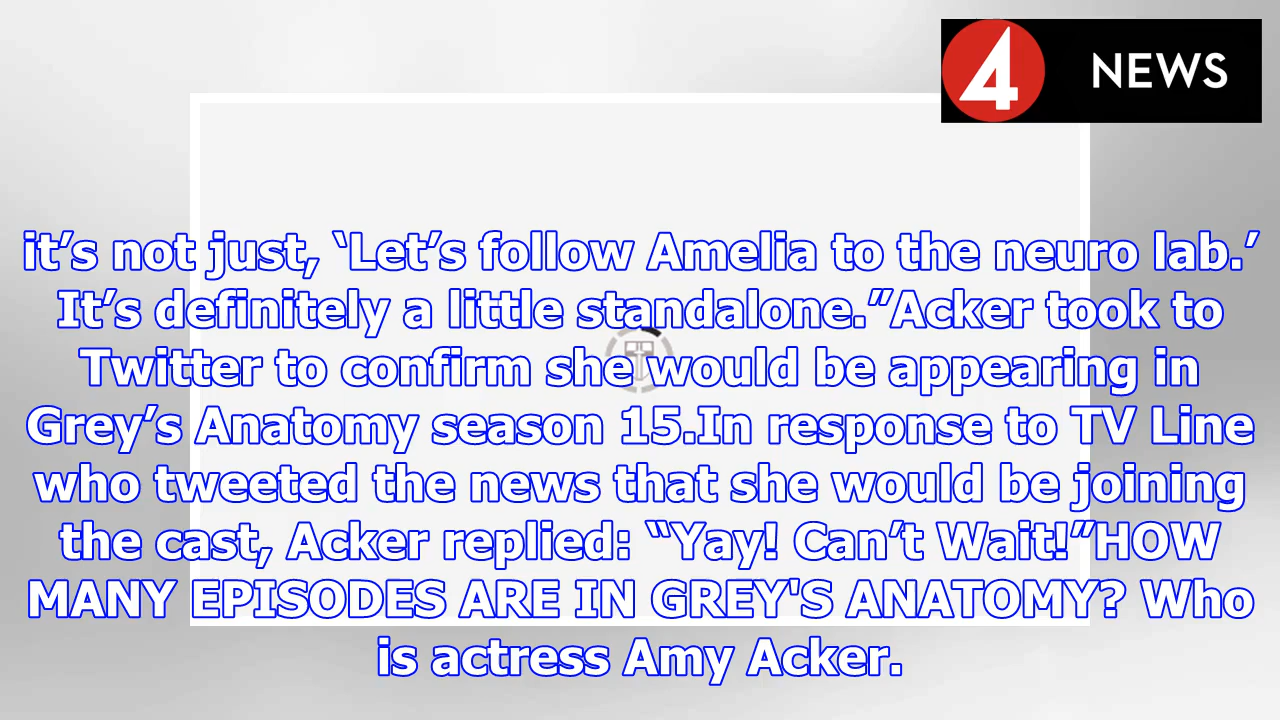 4 NEWS
it’s not just, ‘Let’s follow Amelia to the neuro lab.’
It’s definitely a little standalone.”Acker took to
Twitter to confirm she would be appearing in
Grey’s Anatomy season 15.In response to TV Line
who tweeted the news that she would be joining
the cast, Acker replied: “Yay! Can’t Wait!”HOW
MANY EPISODES ARE IN GREY'S ANATOMY? Who
is actress Amy Acker.